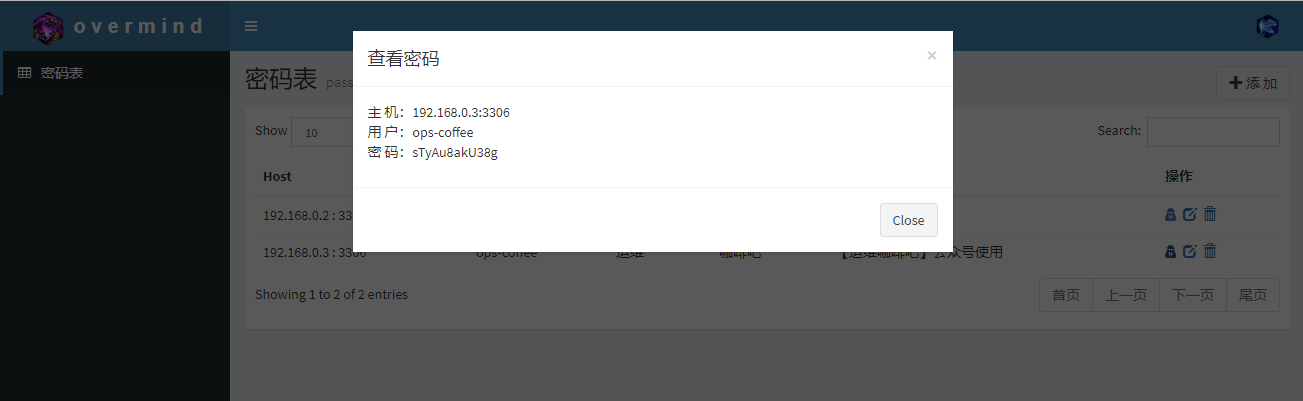 overmind
密码表
密码表 pass
添加
查看密码 ×
主机：192.168.0.3:3306
用户：ops-coffee
密码：sTyAu8akU38g
Close
Show 10
Search:
Host 操作
192.168.0.2 : 33
192.168.0.3 : 3306 ops-coffee 运维 咖啡吧 【运维咖啡吧】公众号使用
Showing 1 to 2 of 2 entries
首页 上一页 下一页 尾页